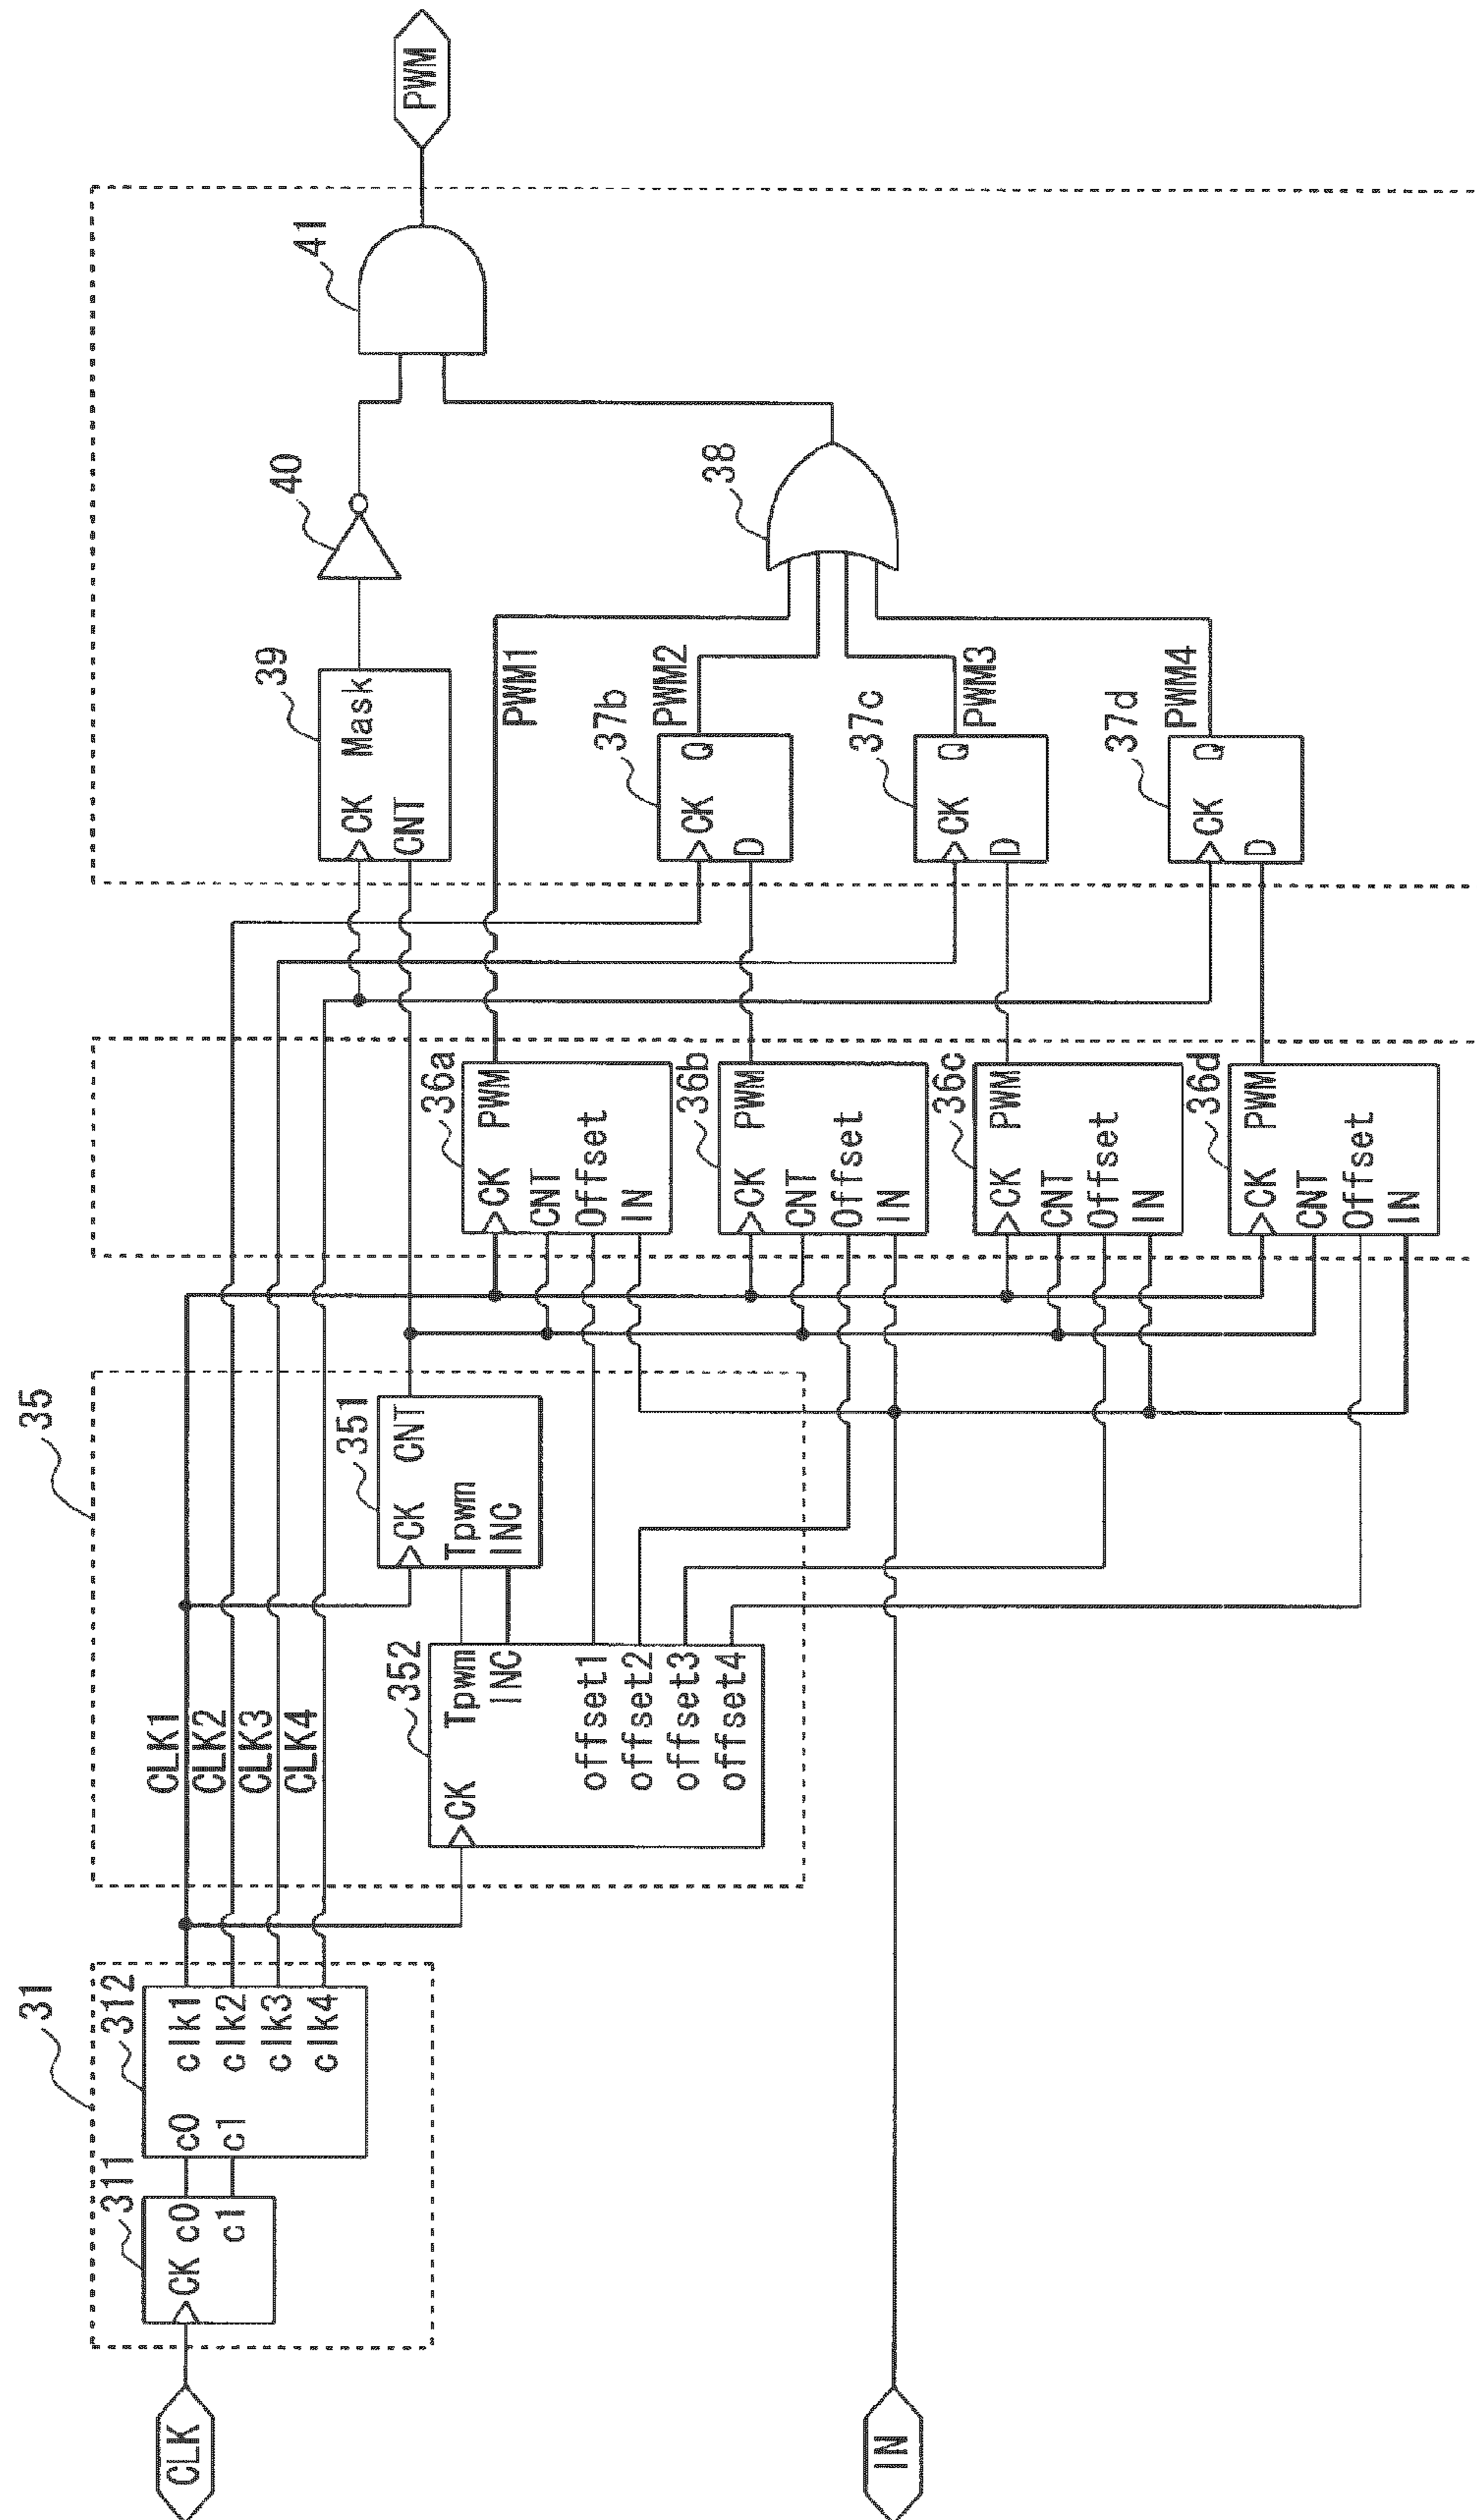 CLK
31
311
CK
c0
c1
312
c0
c1
clk1
clk2
clk3
clk4
CLK1
CLK2
CLK3
CLK4
35
352
CK
Tpwm
INC
offset1
offset2
offset3
offset4
351
CK
CNT
Tpwm
INC
IN
36a
CK
PWM
CNT
Offset
IN
36b
CK
PWM
CNT
Offset
IN
36c
CK
PWM
CNT
Offset
IN
36d
CK
PWM
CNT
Offset
IN
39
CK
Mask
CNT
PWM1
37b
CK
Q
D
PWM2
37c
CK
Q
D
PWM3
37d
CK
Q
D
PWM4
40
38
41
PWM